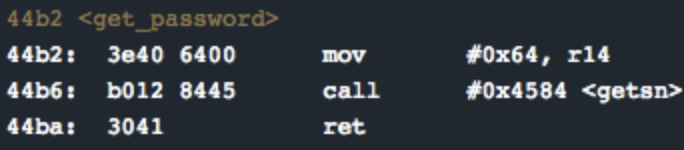 44b2 <get_password>
44b2: 3e40 6400 mov #0x64, r14
44b6: b012 8445 call #0x4584 <getsn>
44ba: 3041 ret